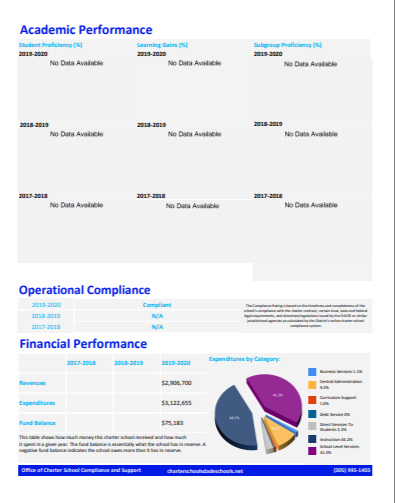 Academic Performance
Student Proficiency (%) Learning Gains (%) Subgroup Proficiency (%)
2019-2020 2019-2020 2019-2020
No Data Available No Data Available No Data Available
2018-2019 2018-2019 2018-2019
No Data Available No Data Available No Data Available
2017-2018 2017-2018 2017-2018
No Data Available No Data Available No Data Available
Operational Compliance
2019-2020 Compliant
2018-2019 N/A
2017-2018 N/A
The Compliance Rating is based on the timeliness and completeness of the
school's compliance with the charter contract, certain local, state and federal
legal requirements, and directives/regulations issued by the FLDOE or similar
jurisdictional agencies as calculated by the District's online charter school
compliance system.
Financial Performance
2017-2018 2018-2019 2019-2020
Revenues $2,906,700
Expenditures $3,122,655
Fund Balance $75,183
This table shows how much money this charter school received and how much
it spent in a given year. The fund balance is essentially what the school has in reserve. A
negative fund balance indicates the school owes more than it has in reserve.
Expenditures by Category:
44.2%
Business Services 1.1%
Central Administration
Curriculum Support
Debt Service 0%
Direct Services To
Students 3.2%
Instruction 44.2%
School Level Services
Office of Charter School Compliance and Support charterschoolsdadeschools.net (305) 995-1403